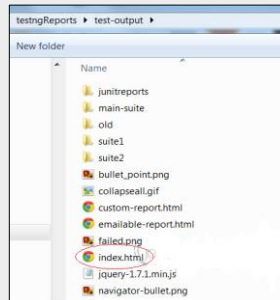 testngReports ▸ test-output ▸
New folder
Name
junitreports
main-suite
old
suite1
suite2
bullet_point.png
collapseall.gif
custom-report.html
emailable-report.html
failed.png
index.html
jquery-1.7.1.min.js
navigator-bullet.png